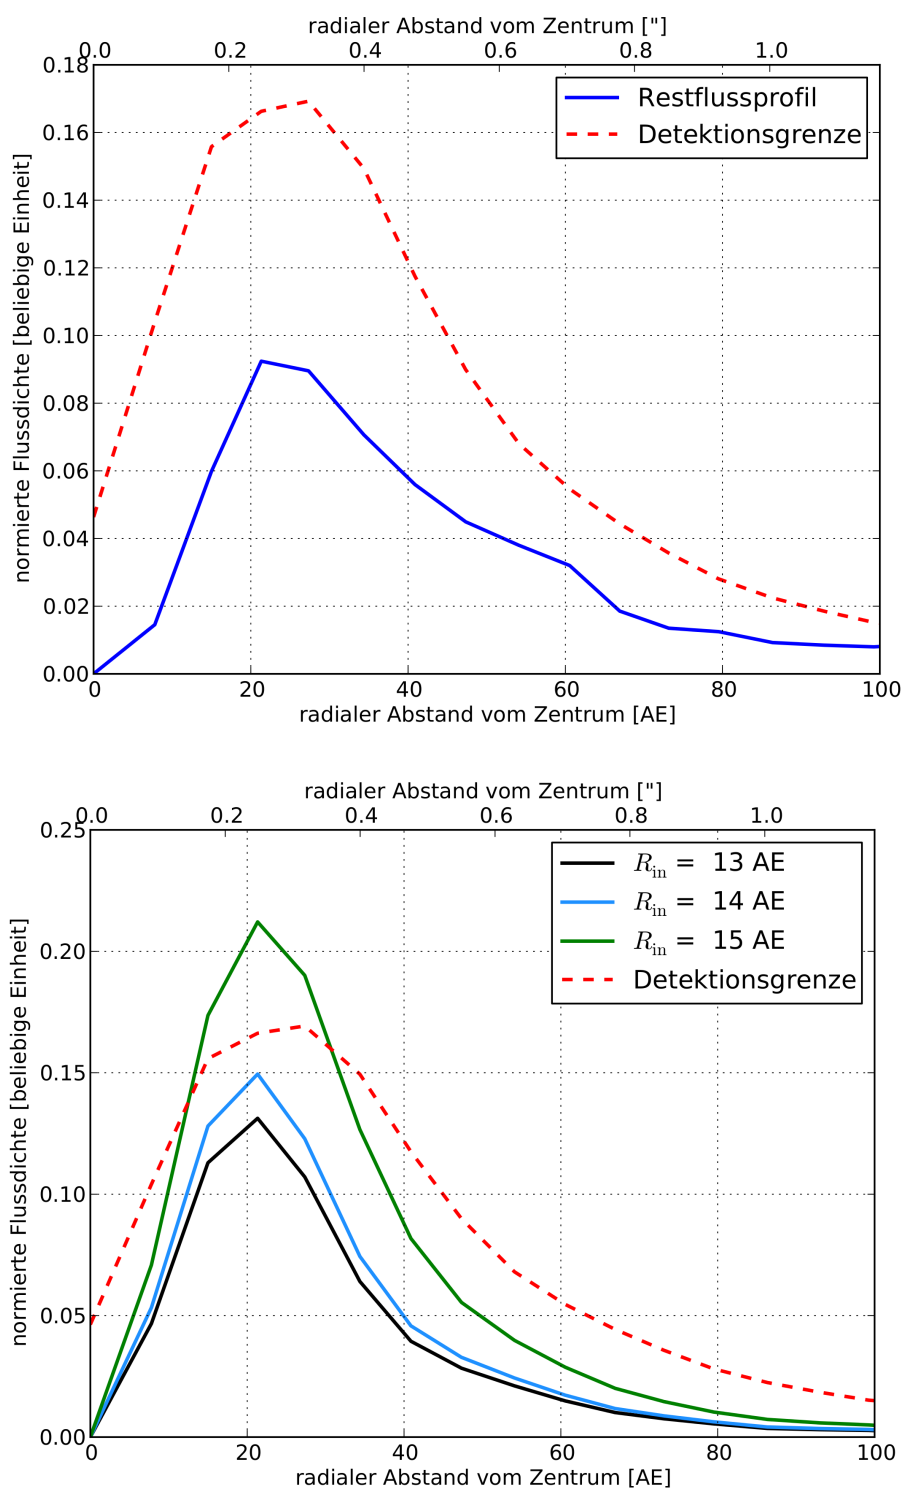 radialer Abstand vom Zentrum ["]
0.0 0.2 0.4 0.6 0.8 1.0
0.18
0.16
0.14
0.12
0.10
0.08
0.06
0.04
0.02
0.00
normierte Flussdichte [beliebige Einheit]
Restflussprofil
Detektionsgrenze
0 20 40 60 80 100
radialer Abstand vom Zentrum [AE]
radialer Abstand vom Zentrum ["]
0.0 0.2 0.4 0.6 0.8 1.0
0.25
0.20
0.15
0.10
0.05
0.00
normierte Flussdichte [beliebige Einheit]
R_in = 13 AE
R_in = 14 AE
R_in = 15 AE
Detektionsgrenze
0 20 40 60 80 100
radialer Abstand vom Zentrum [AE]